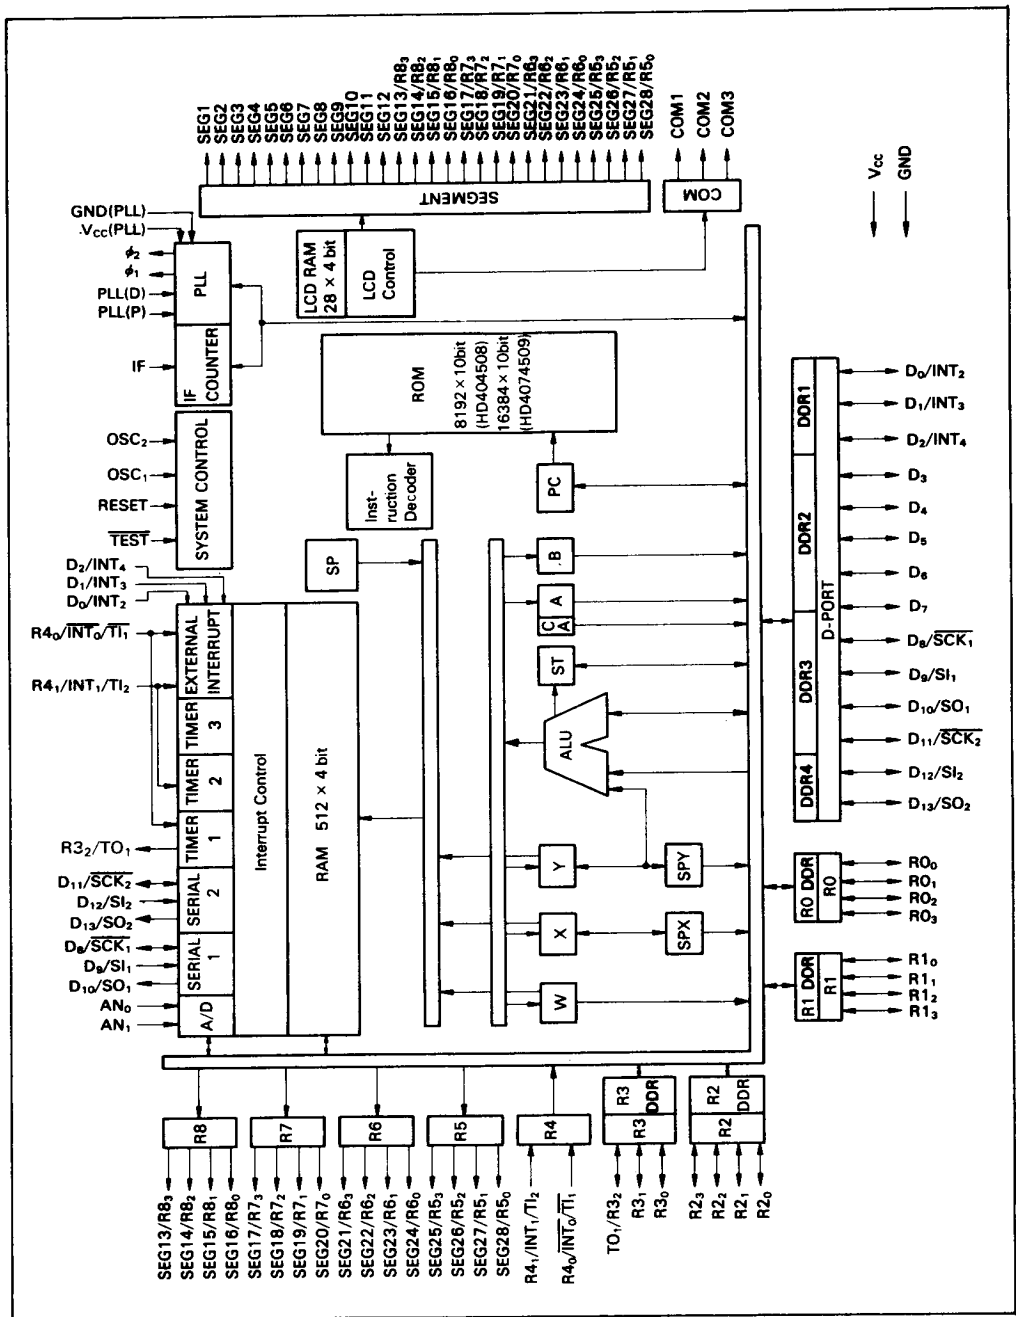 SEG1
SEG2
SEG3
SEG4
SEG5
SEG6
SEG7
SEG8
SEG9
SEG10
SEG11
SEG12
SEG13/R8₃
SEG14/R8₂
SEG15/R8₁
SEG16/R8₀
SEG17/R7₃
SEG18/R7₂
SEG19/R7₁
SEG20/R7₀
SEG21/R6₃
SEG22/R6₂
SEG23/R6₁
SEG24/R6₀
SEG25/R5₃
SEG26/R5₂
SEG27/R5₁
SEG28/R5₀
COM1
COM2
COM3
Vcc
GND
SEGMENT
COM
GND(PLL)
.Vcc(PLL)
ϕ₂
ϕ₁
PLL(D)
PLL(P)
IF
PLL
IF
COUNTER
LCD RAM
28 × 4 bit
LCD
Control
ROM
8192 × 10bit
(HD404508)
16384 × 10bit
(HD4074509)
OSC₂
OSC₁
RESET
T̅E̅S̅T̅
SYSTEM CONTROL
Inst-
ruction
Decoder
PC
SP
.B
A
C
A
ST
ALU
Y
SPY
X
SPX
W
D₂/INT₄
D₁/INT₃
D₀/INT₂
R4₀/I̅N̅T̅₀/T̅I̅₁
R4₁/INT₁/TI₂
R3₂/TO₁
D₁₁/S̅C̅K̅₂
D₁₂/SI₂
D₁₃/SO₂
D₈/S̅C̅K̅₁
D₉/SI₁
D₁₀/SO₁
AN₀
AN₁
EXTERNAL
INTERRUPT
TIMER
3
TIMER
2
TIMER
1
SERIAL
2
SERIAL
1
A/D
Interrupt Control
RAM 512 × 4 bit
DDR1
DDR2
DDR3
DDR4
D-PORT
D₀/INT₂
D₁/INT₃
D₂/INT₄
D₃
D₄
D₅
D₆
D₇
D₈/S̅C̅K̅₁
D₉/SI₁
D₁₀/SO₁
D₁₁/S̅C̅K̅₂
D₁₂/SI₂
D₁₃/SO₂
R0 DDR
R0
R0₀
R0₁
R0₂
R0₃
R1 DDR
R1
R1₀
R1₁
R1₂
R1₃
R8
R7
R6
R5
R4
R3
DDR
R3
R2
DDR
R2
SEG13/R8₃
SEG14/R8₂
SEG15/R8₁
SEG16/R8₀
SEG17/R7₃
SEG18/R7₂
SEG19/R7₁
SEG20/R7₀
SEG21/R6₃
SEG22/R6₂
SEG23/R6₁
SEG24/R6₀
SEG25/R5₃
SEG26/R5₂
SEG27/R5₁
SEG28/R5₀
R4₁/INT₁/TI₂
R4₀/I̅N̅T̅₀/T̅I̅₁
TO₁/R3₂
R3₁
R3₀
R2₃
R2₂
R2₁
R2₀